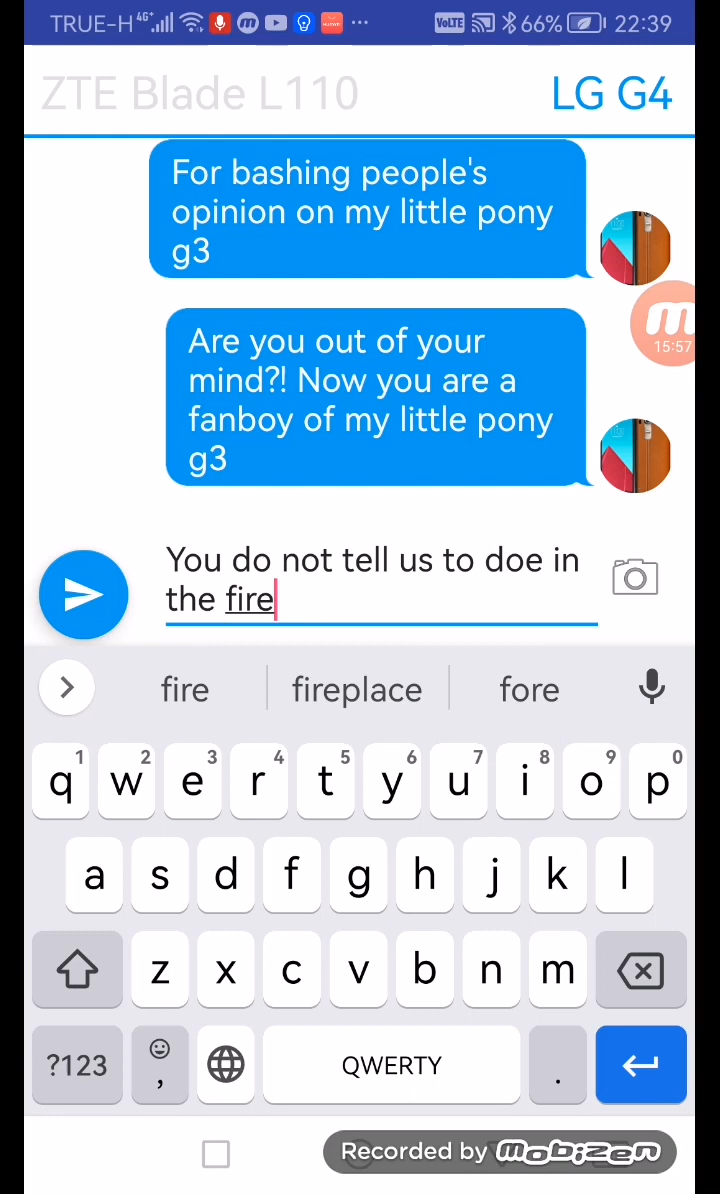 TRUE-H 4G+ VoLTE 66% 22:39
ZTE Blade L110 LG G4
For bashing people's
opinion on my little pony
g3
15:57
Are you out of your
mind?! Now you are a
fanboy of my little pony
g3
You do not tell us to doe in
the fire
fire fireplace fore
1 2 3 4 5 6 7 8 9 0
q w e r t y u i o p
a s d f g h j k l
z x c v b n m
?123 , QWERTY .
Recorded by mobizen